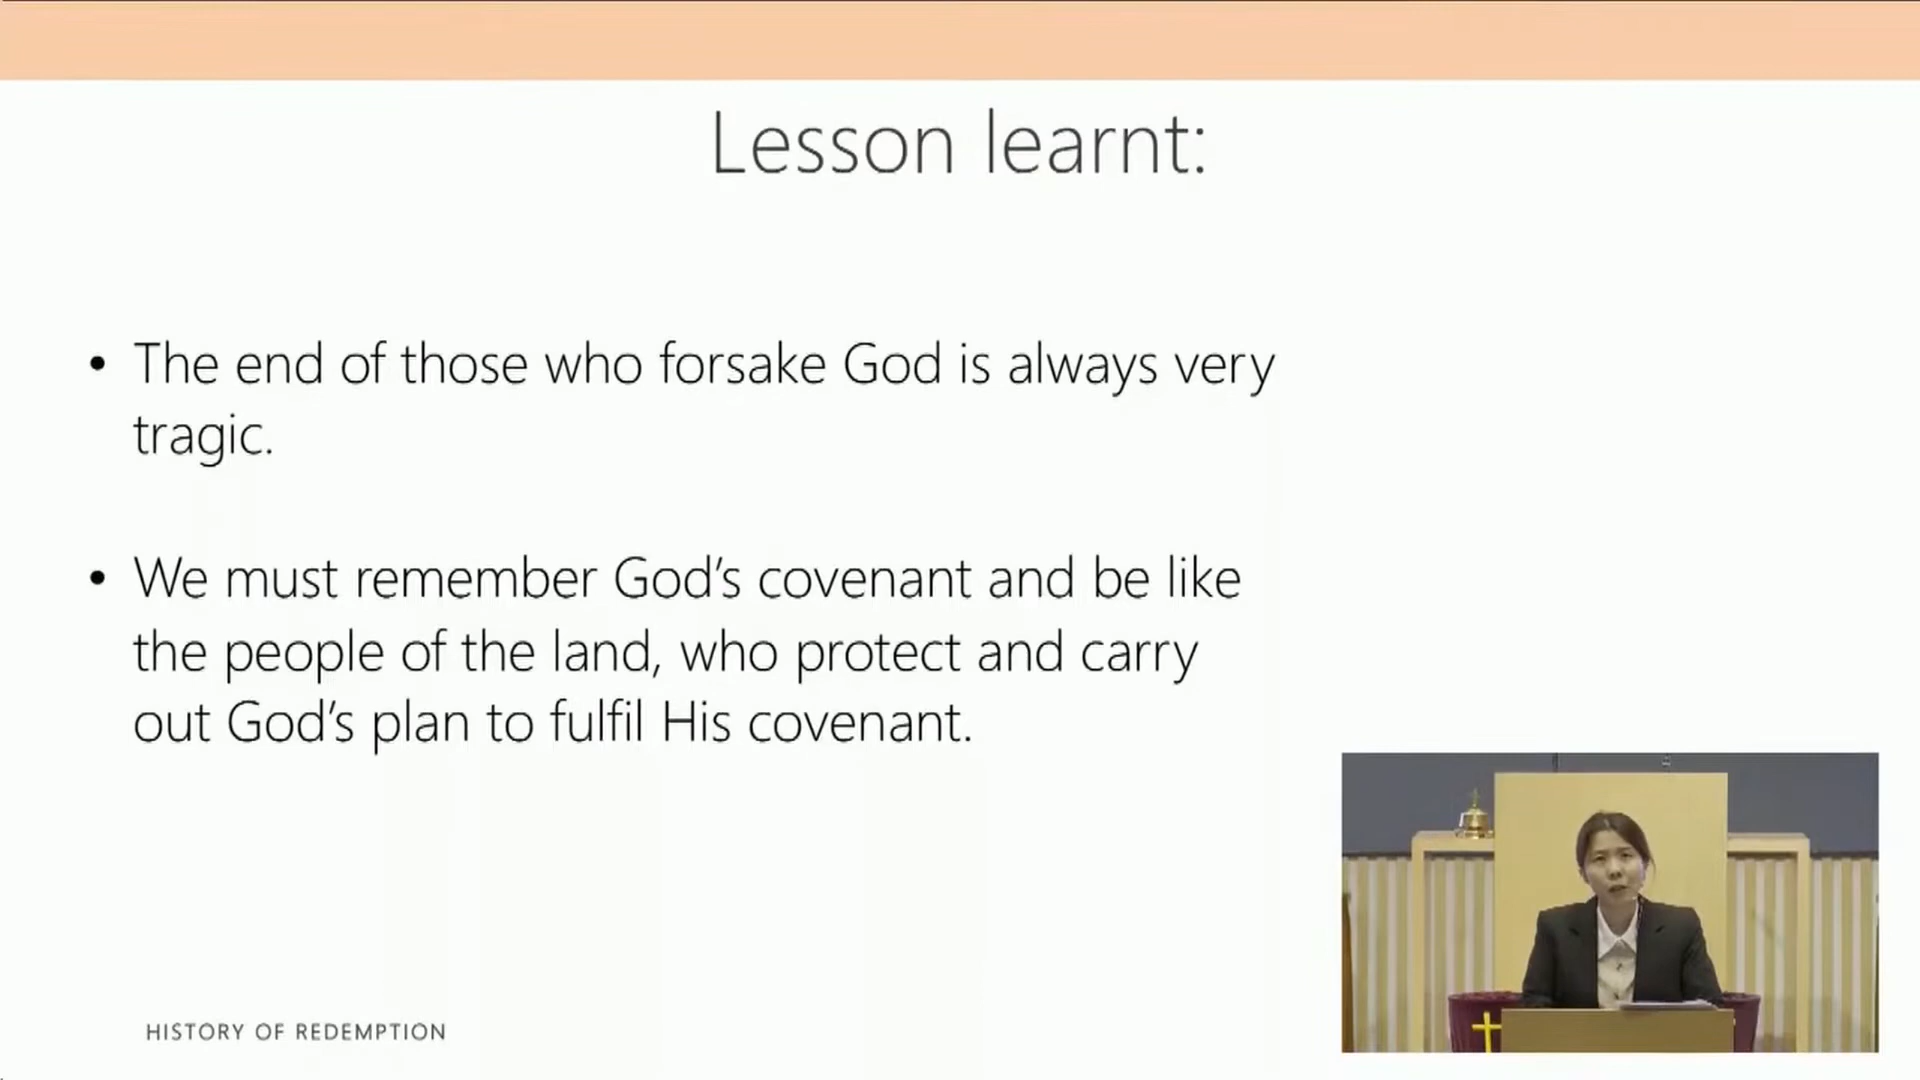 Lesson learnt:
• The end of those who forsake God is always very
tragic.
• We must remember God's covenant and be like
the people of the land, who protect and carry
out God's plan to fulfil His covenant.
HISTORY OF REDEMPTION